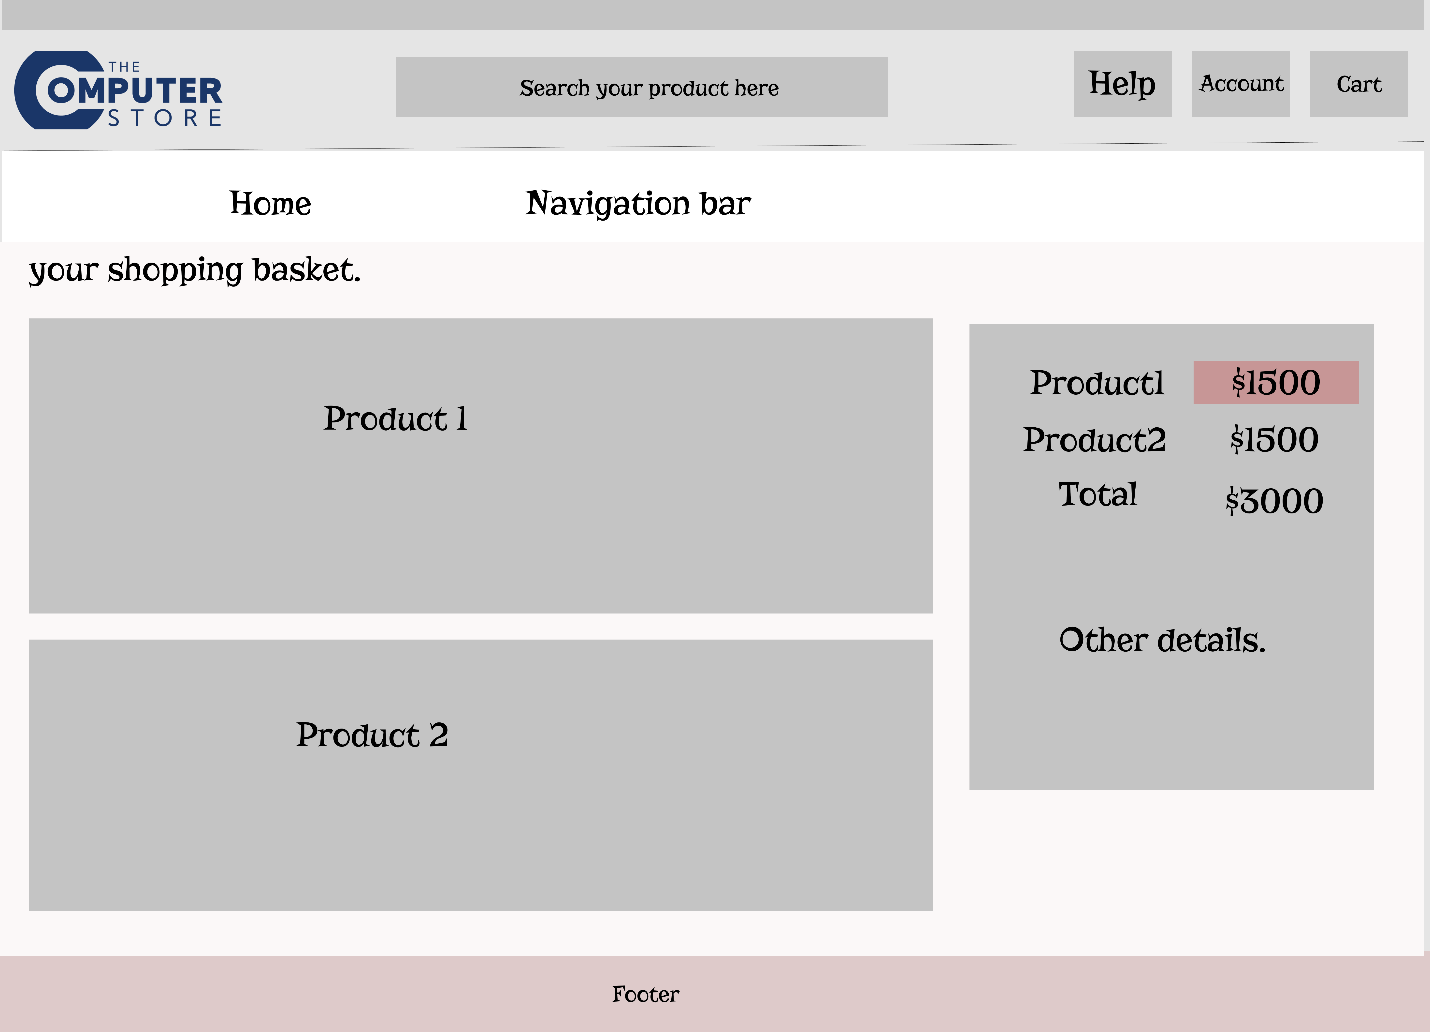 THE
COMPUTER
STORE
Search your product here
Help
Account
Cart
Home
Navigation bar
your shopping basket.
Product 1
Product1 $1500
Product2 $1500
Total $3000
Other details.
Product 2
Footer